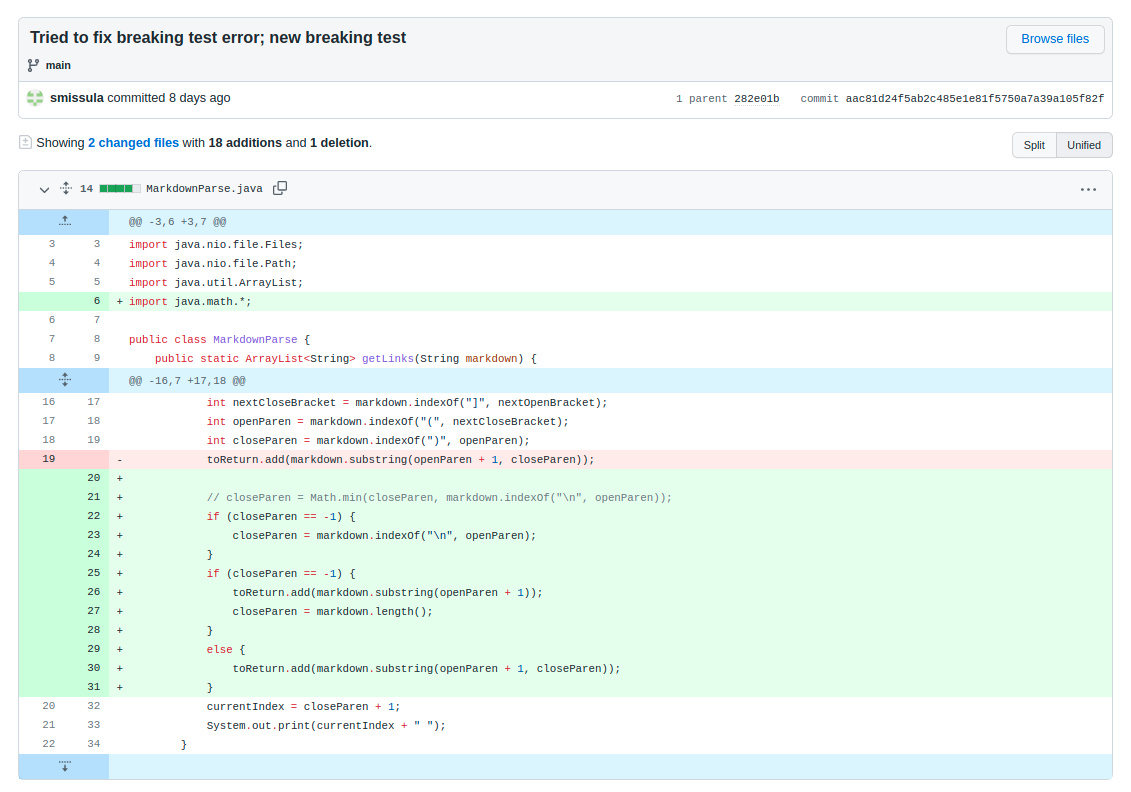 Tried to fix breaking test error; new breaking test
Browse files
main
smissula committed 8 days ago
1 parent 282e01b commit aac81d24f5ab2c485e1e81f5750a7a39a105f82f
Showing 2 changed files with 18 additions and 1 deletion.
Split Unified
14 MarkdownParse.java
@@ -3,6 +3,7 @@
3 3 import java.nio.file.Files;
4 4 import java.nio.file.Path;
5 5 import java.util.ArrayList;
6 + import java.math.*;
6 7
7 8 public class MarkdownParse {
8 9 public static ArrayList<String> getLinks(String markdown) {
@@ -16,7 +17,18 @@
16 17 int nextCloseBracket = markdown.indexOf("]", nextOpenBracket);
17 18 int openParen = markdown.indexOf("(", nextCloseBracket);
18 19 int closeParen = markdown.indexOf(")", openParen);
19 - toReturn.add(markdown.substring(openParen + 1, closeParen));
20 +
21 + // closeParen = Math.min(closeParen, markdown.indexOf("\n", openParen));
22 + if (closeParen == -1) {
23 + closeParen = markdown.indexOf("\n", openParen);
24 + }
25 + if (closeParen == -1) {
26 + toReturn.add(markdown.substring(openParen + 1));
27 + closeParen = markdown.length();
28 + }
29 + else {
30 + toReturn.add(markdown.substring(openParen + 1, closeParen));
31 + }
20 32 currentIndex = closeParen + 1;
21 33 System.out.print(currentIndex + " ");
22 34 }